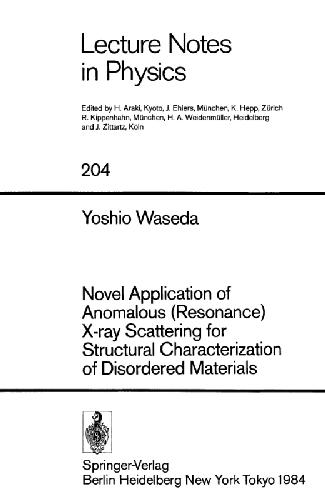 Lecture Notes
in Physics
Edited by H. Araki, Kyoto, J. Ehlers, München, K. Hepp, Zürich
R. Kippenhahn, München, H. A. Weidenmüller, Heidelberg
and J. Zittartz, Köln
204
Yoshio Waseda
Novel Application of
Anomalous (Resonance)
X-ray Scattering for
Structural Characterization
of Disordered Materials
Springer-Verlag
Berlin Heidelberg New York Tokyo 1984